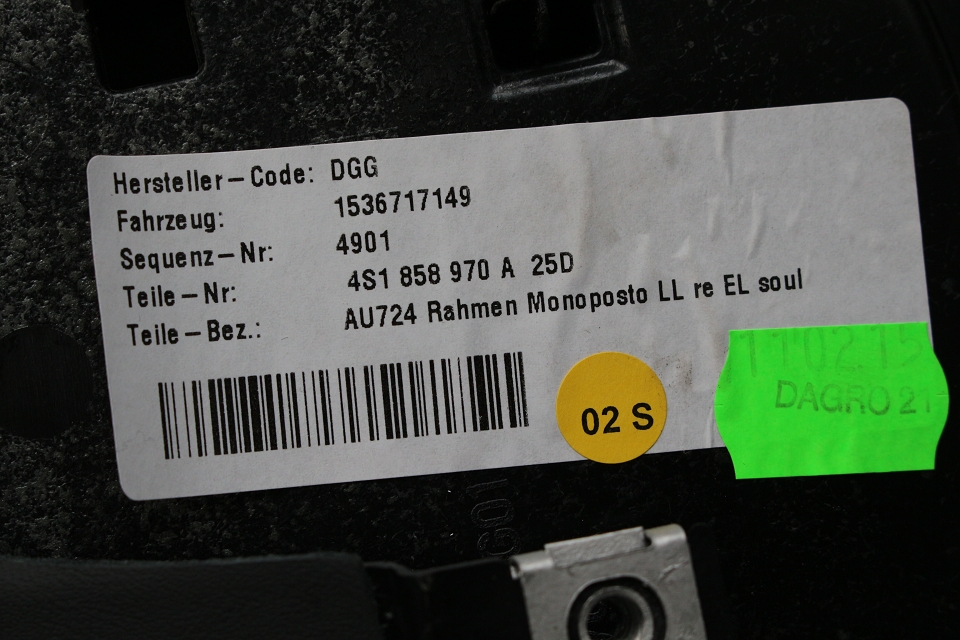 Hersteller-Code: DGG
Fahrzeug: 1536717149
Sequenz-Nr: 4901
Teile-Nr: 4S1 858 970 A 25D
Teile-Bez.: AU724 Rahmen Monoposto LL re EL soul
02 S
11.02.15
DAGRO 21